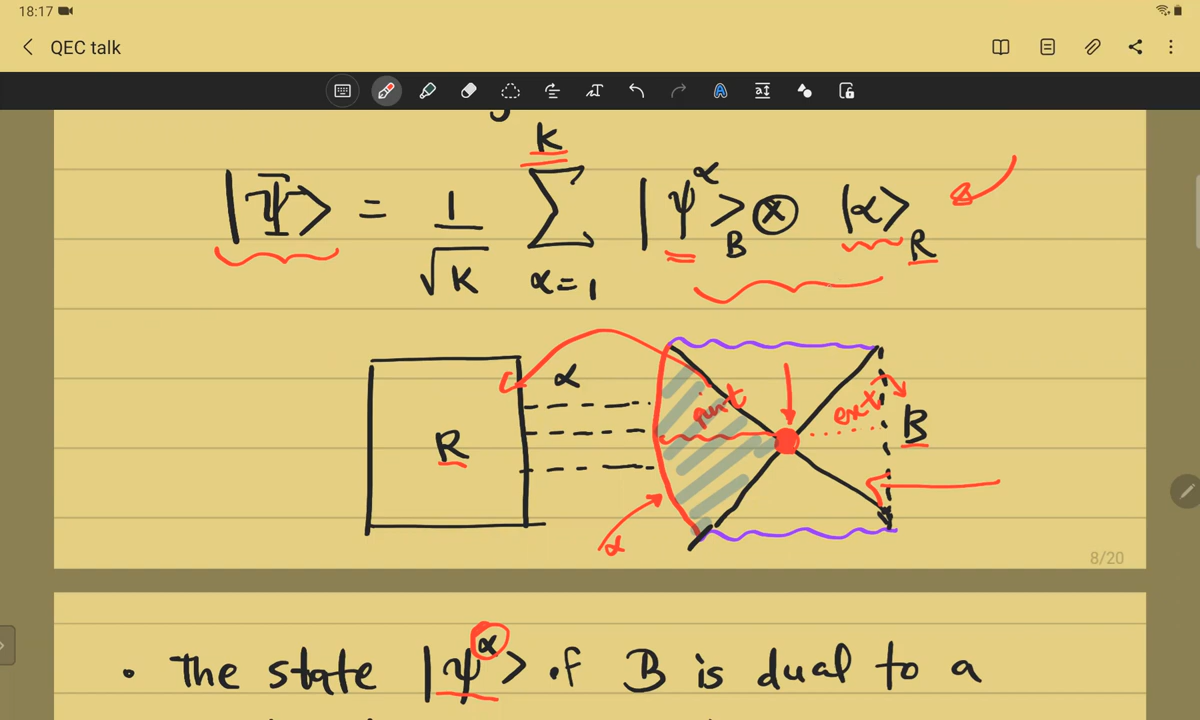 18:17
QEC talk
|Ψ> = 1/√K Σ_{α=1}^{K} |ψ^α>_B ⊗ |α>_R
α
R
int
ext
B
α
8/20
• The state |ψ^α> of B is dual to a